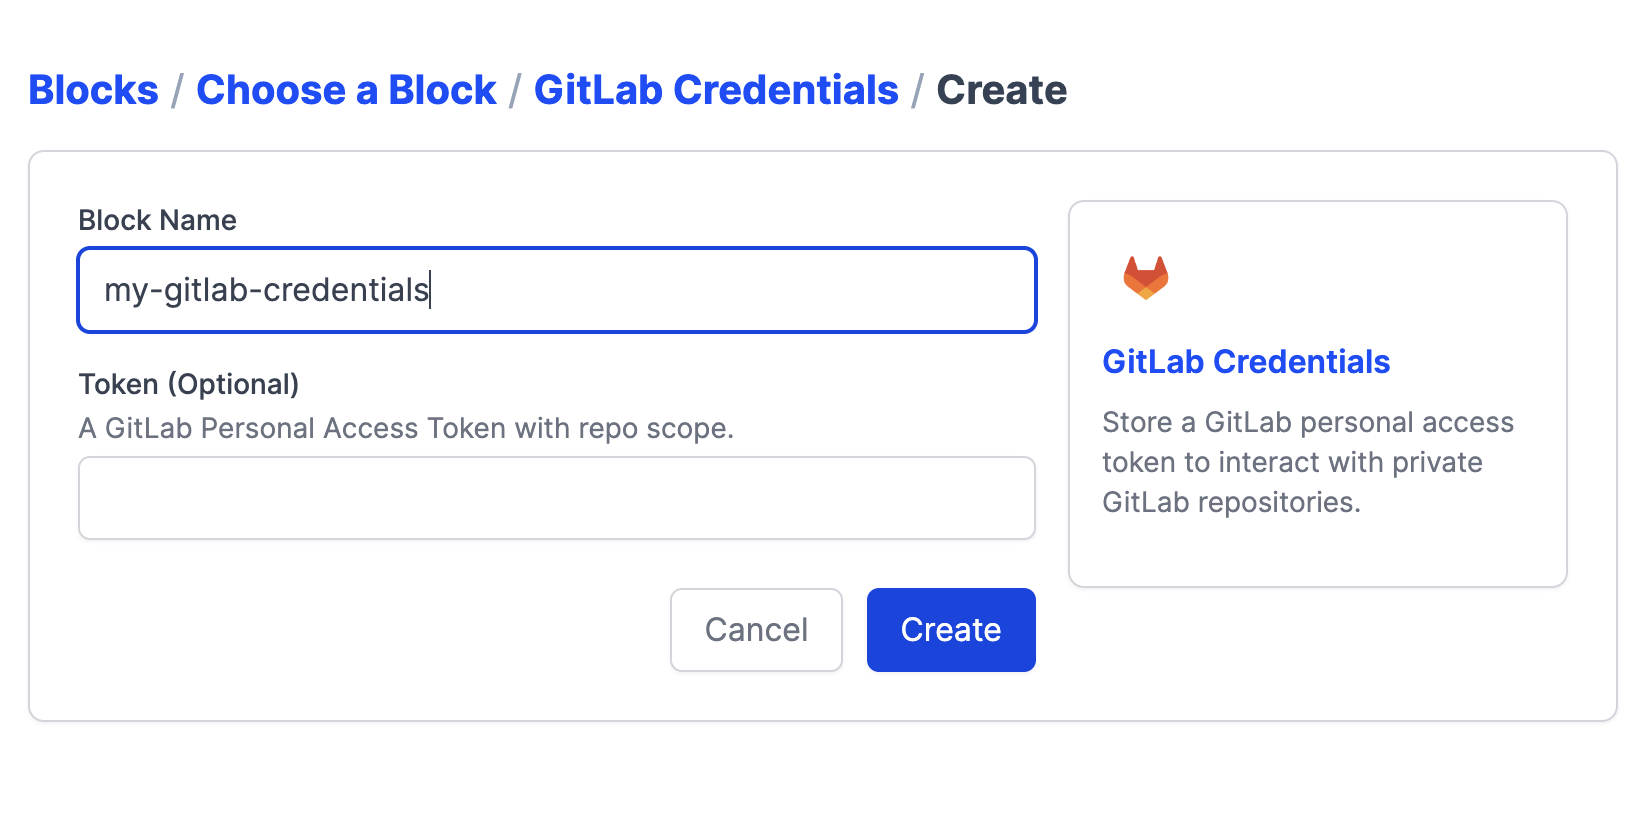 Blocks / Choose a Block / GitLab Credentials / Create
Block Name
my-gitlab-credentials
Token (Optional)
A GitLab Personal Access Token with repo scope.
Cancel
Create
GitLab Credentials
Store a GitLab personal access
token to interact with private
GitLab repositories.